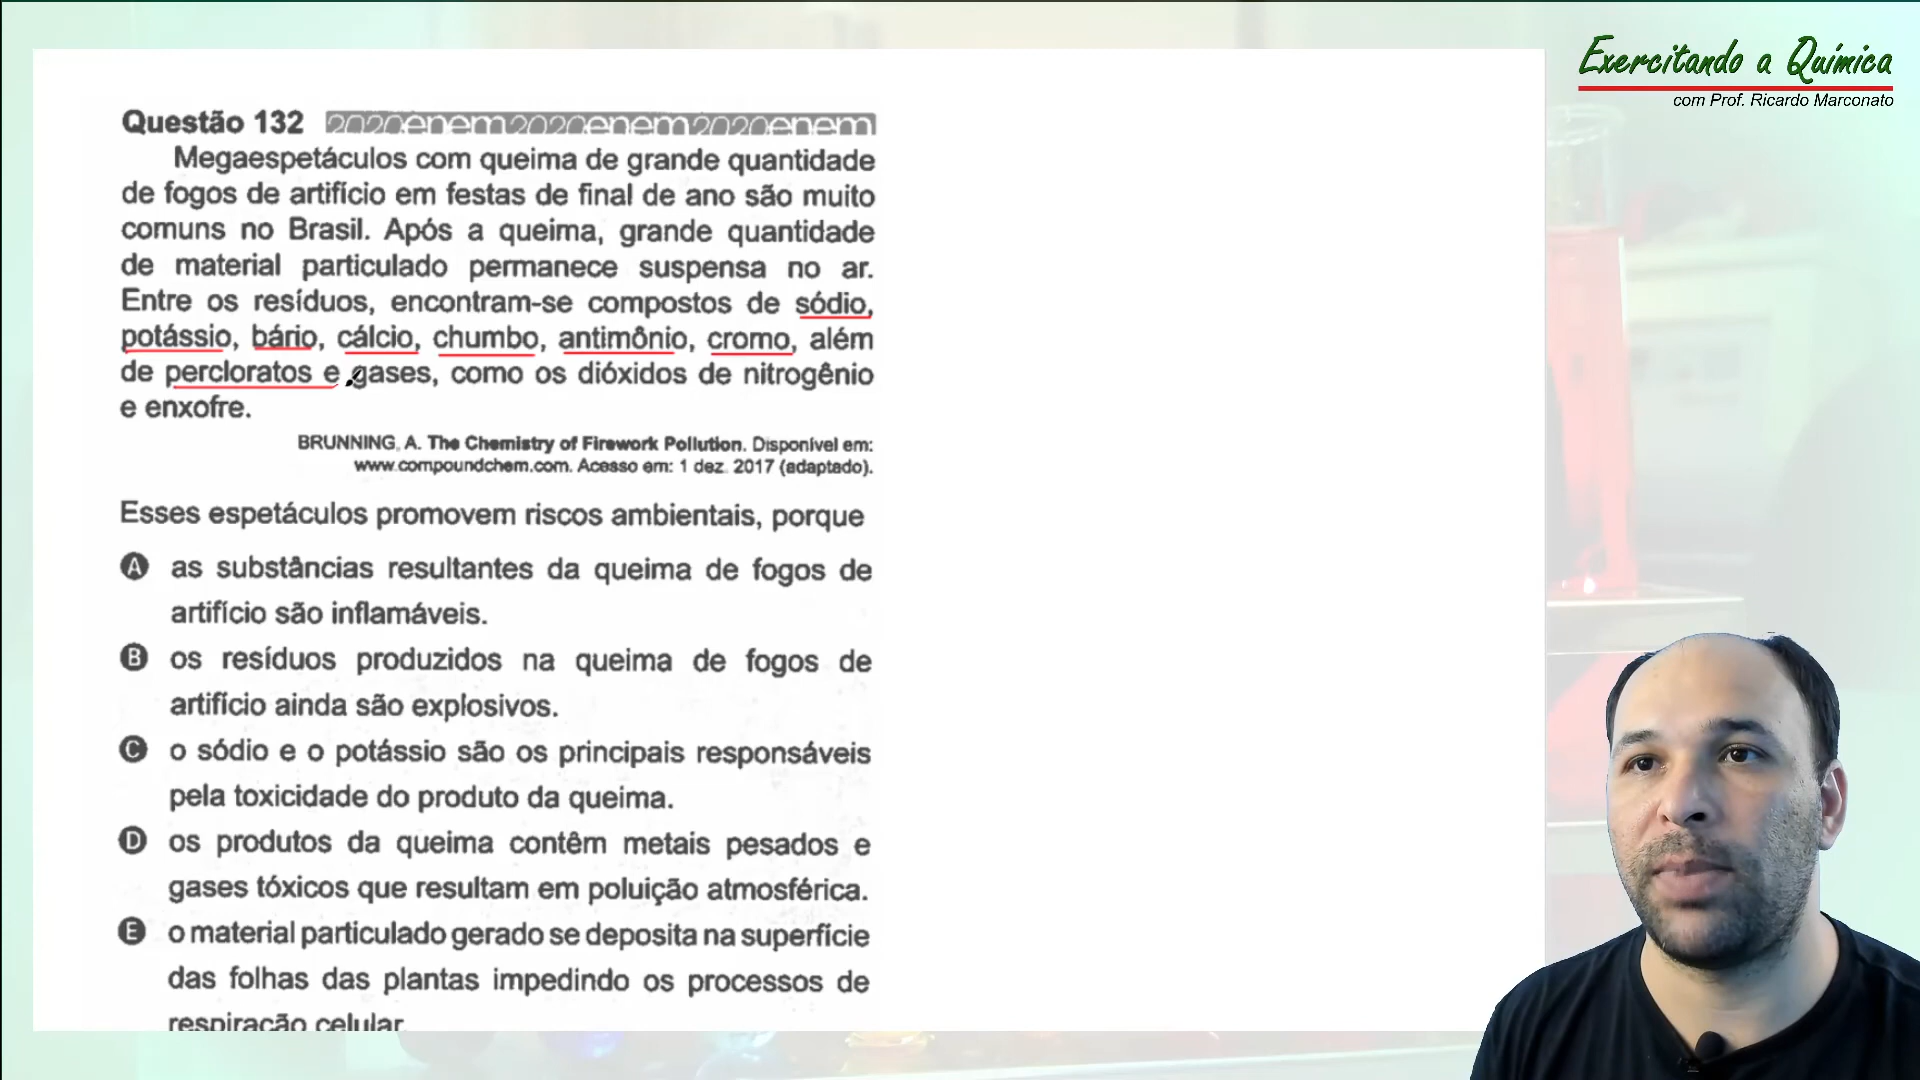 Exercitando a Química
com Prof. Ricardo Marconato
Questão 132 2020enem2020enem2020enem
Megaespetáculos com queima de grande quantidade
de fogos de artifício em festas de final de ano são muito
comuns no Brasil. Após a queima, grande quantidade
de material particulado permanece suspensa no ar.
Entre os resíduos, encontram-se compostos de sódio,
potássio, bário, cálcio, chumbo, antimônio, cromo, além
de percloratos e gases, como os dióxidos de nitrogênio
e enxofre.
BRUNNING, A. The Chemistry of Firework Pollution. Disponível em:
www.compoundchem.com. Acesso em: 1 dez. 2017 (adaptado).
Esses espetáculos promovem riscos ambientais, porque
A as substâncias resultantes da queima de fogos de
artifício são inflamáveis.
B os resíduos produzidos na queima de fogos de
artifício ainda são explosivos.
C o sódio e o potássio são os principais responsáveis
pela toxicidade do produto da queima.
D os produtos da queima contêm metais pesados e
gases tóxicos que resultam em poluição atmosférica.
E o material particulado gerado se deposita na superfície
das folhas das plantas impedindo os processos de
respiração celular.